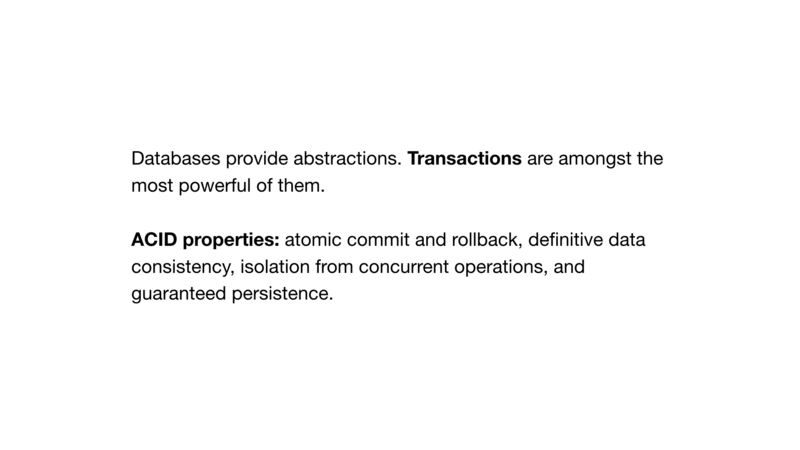 Databases provide abstractions. Transactions are amongst the
most powerful of them.
ACID properties: atomic commit and rollback, definitive data
consistency, isolation from concurrent operations, and
guaranteed persistence.